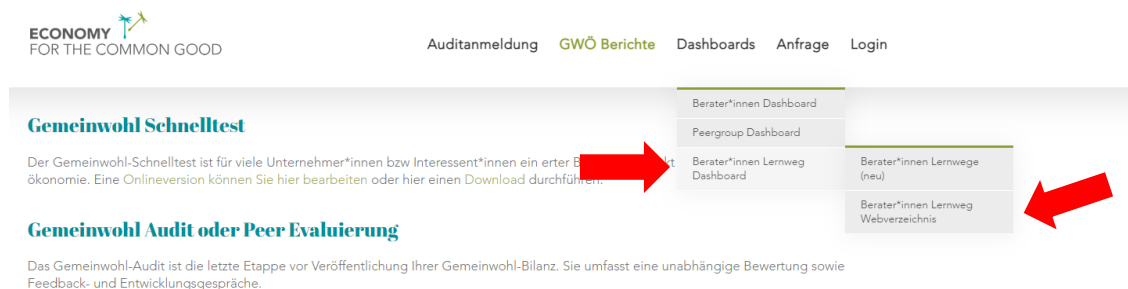 ECONOMY
FOR THE COMMON GOOD
Auditanmeldung GWÖ Berichte Dashboards Anfrage Login
Berater*innen Dashboard
Peergroup Dashboard
Berater*innen Lernweg
Dashboard
Berater*innen Lernwege
(neu)
Berater*innen Lernweg
Webverzeichnis
Gemeinwohl Schnelltest
Der Gemeinwohl-Schnelltest ist für viele Unternehmer*innen bzw Interessent*innen ein erter
ökonomie. Eine Onlineversion können Sie hier bearbeiten oder hier einen Download durchführen.
Gemeinwohl Audit oder Peer Evaluierung
Das Gemeinwohl-Audit ist die letzte Etappe vor Veröffentlichung Ihrer Gemeinwohl-Bilanz. Sie umfasst eine unabhängige Bewertung sowie
Feedback- und Entwicklungsgespräche.